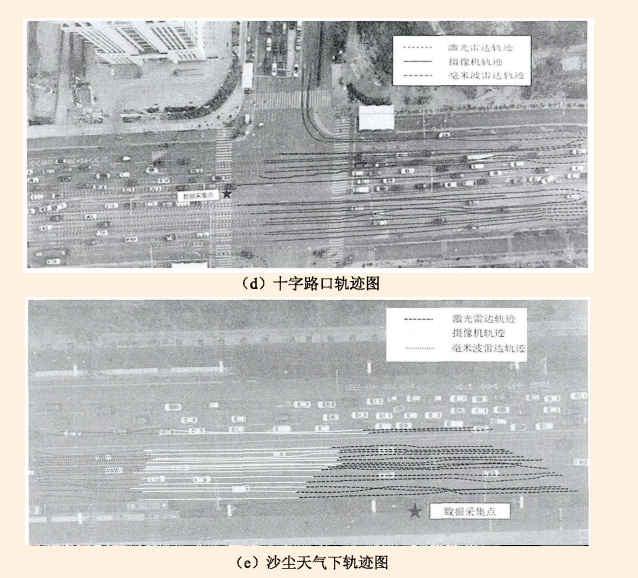 激光雷达轨迹
摄像机轨迹
毫米波雷达轨迹
数据采集点
(d) 十字路口轨迹图
激光雷达轨迹
摄像机轨迹
毫米波雷达轨迹
数据采集点
(e) 沙尘天气下轨迹图